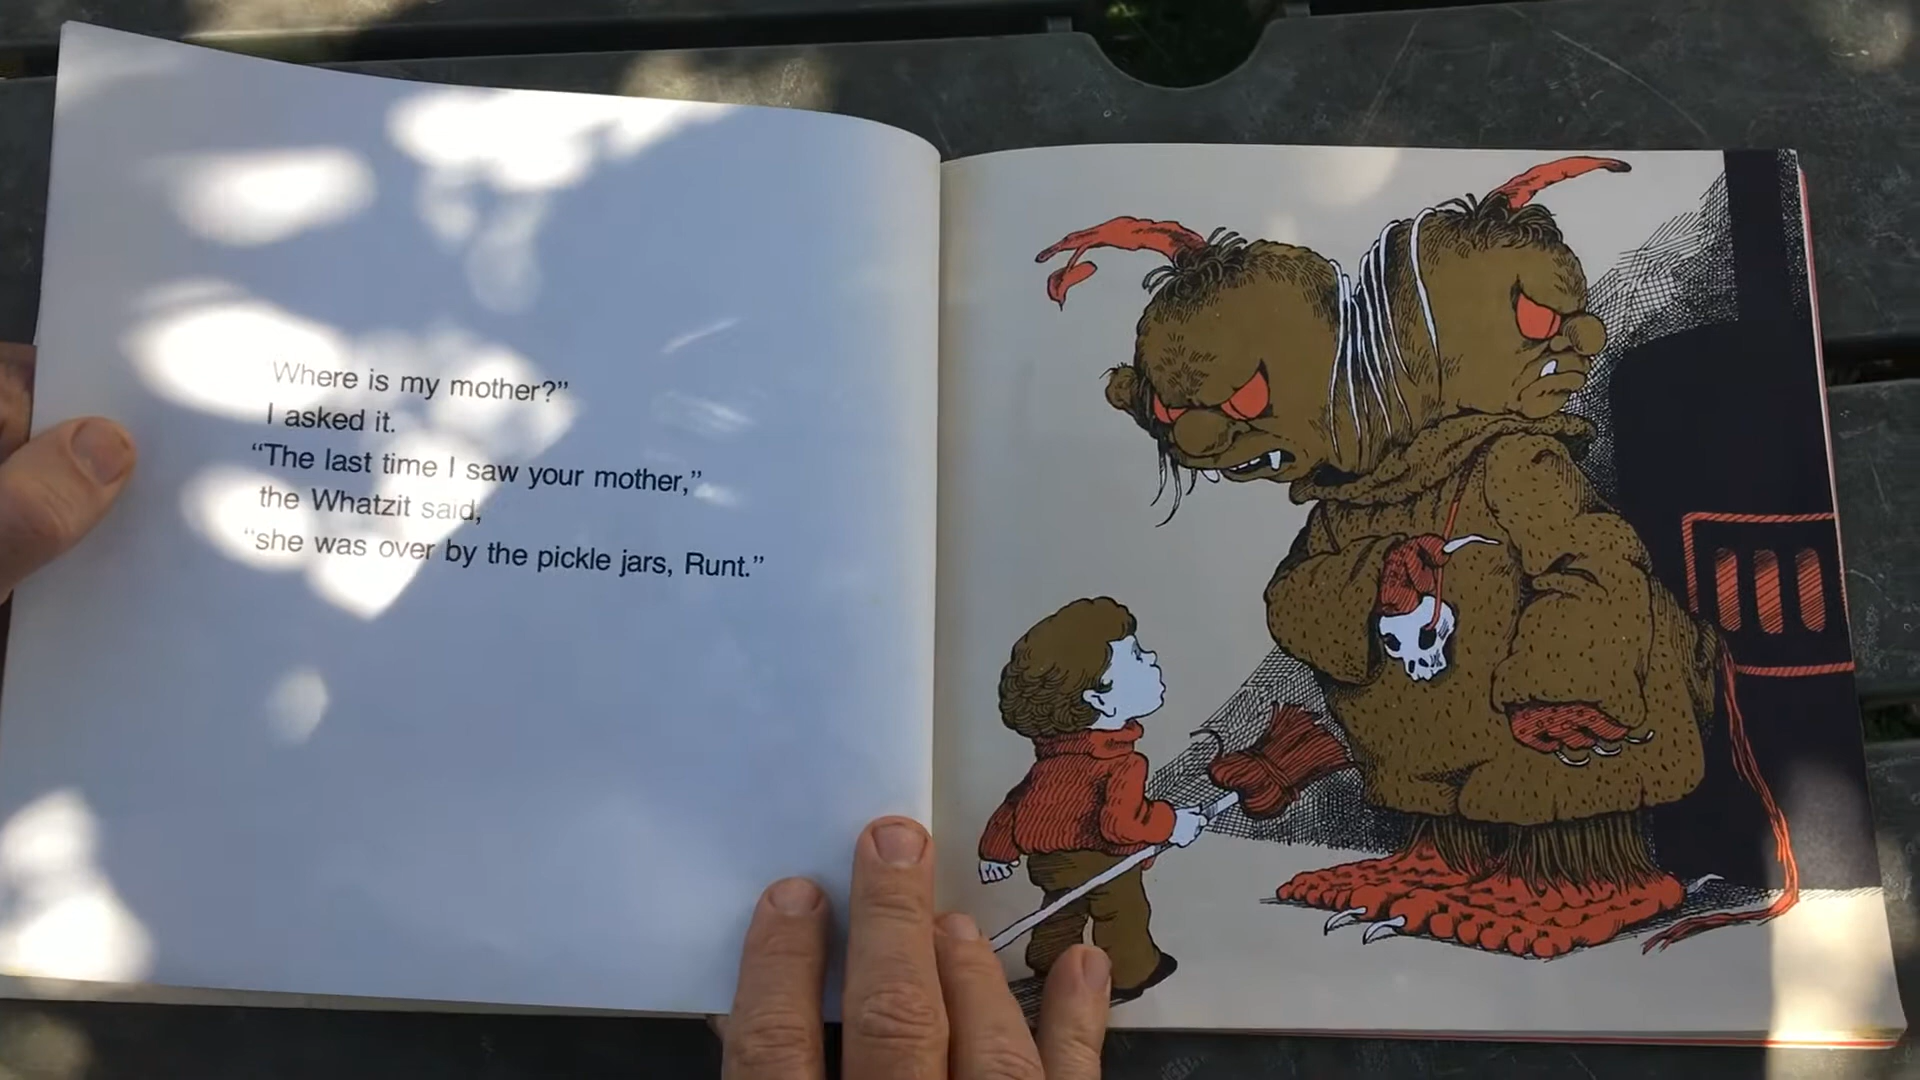 "Where is my mother?"
I asked it.
"The last time I saw your mother,"
the Whatzit said,
"she was over by the pickle jars, Runt."